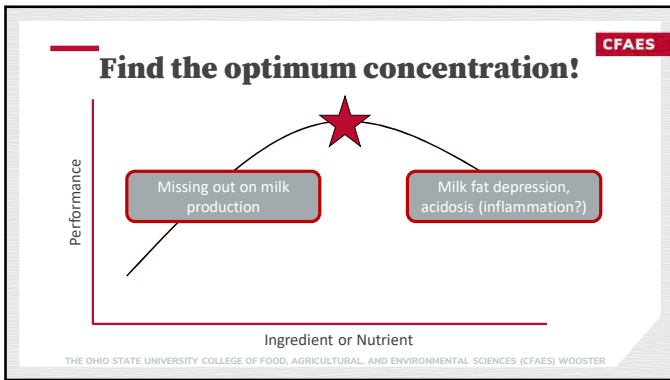 CFAES
Find the optimum concentration!
Performance
Missing out on milk
production
Milk fat depression,
acidosis (inflammation?)
Ingredient or Nutrient
THE OHIO STATE UNIVERSITY COLLEGE OF FOOD, AGRICULTURAL, AND ENVIRONMENTAL SCIENCES (CFAES) WOOSTER